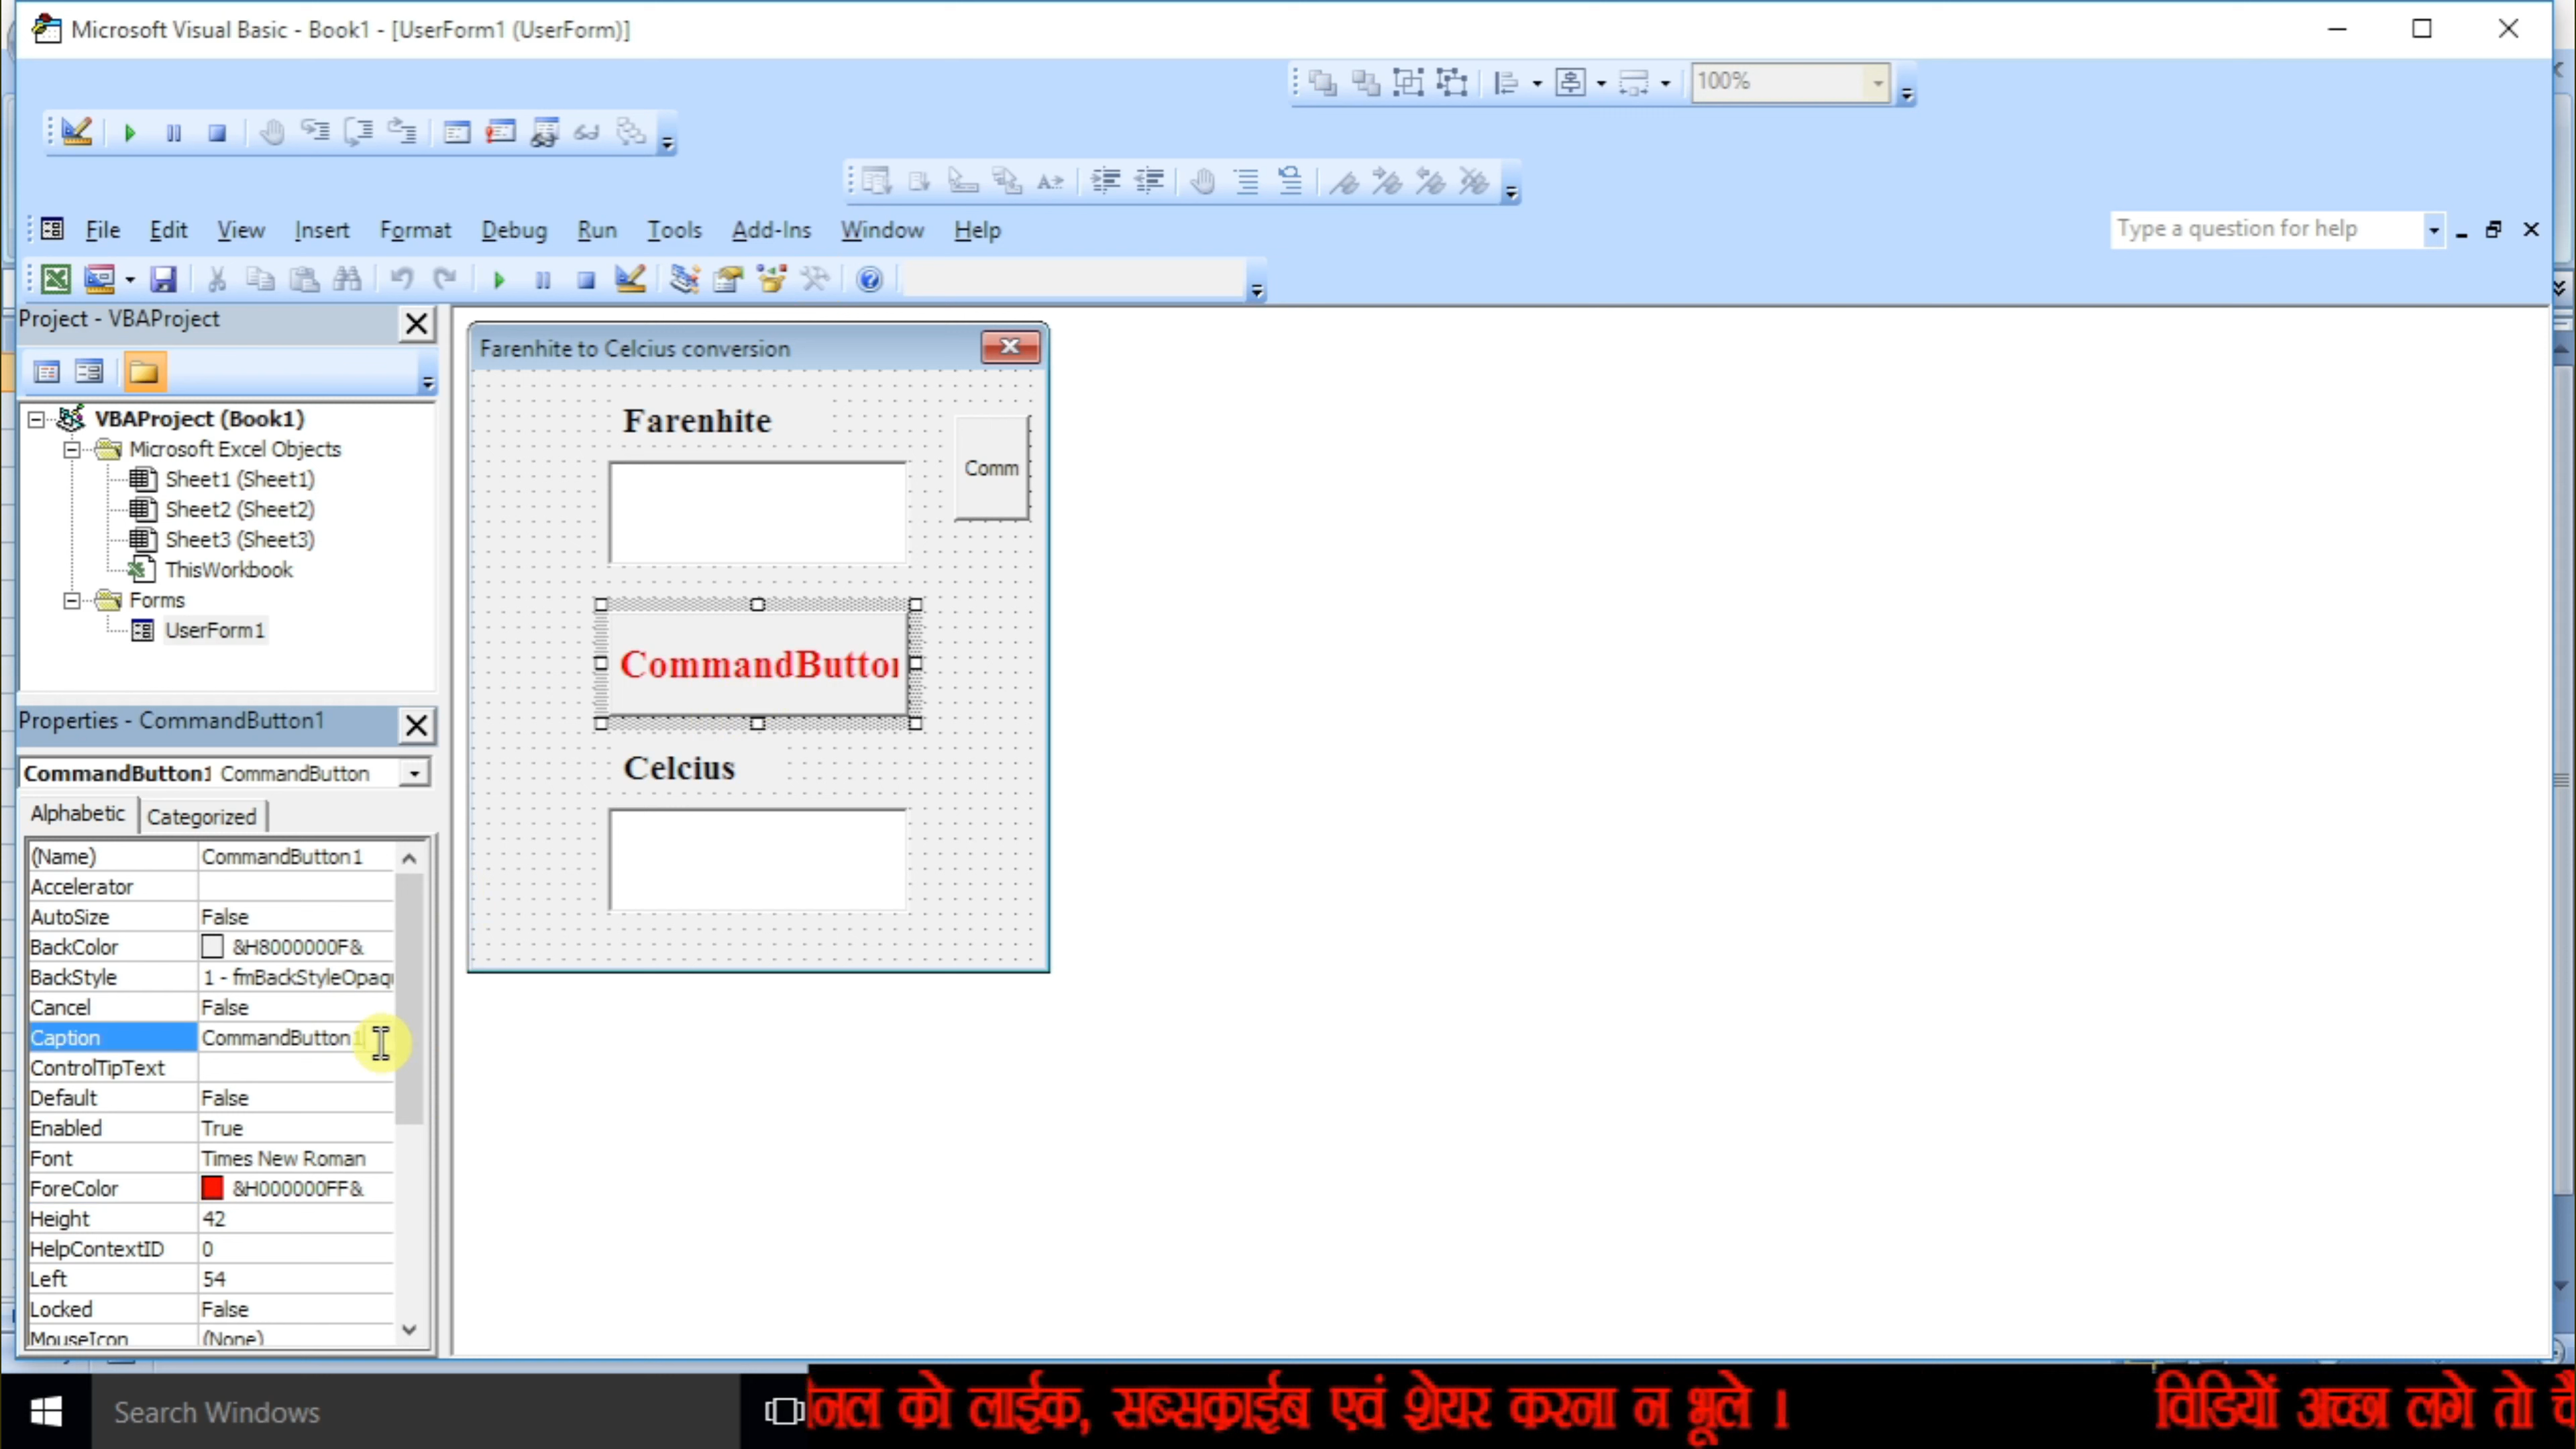 Microsoft Visual Basic - Book1 - [UserForm1 (UserForm)]
100%
File Edit View Insert Format Debug Run Tools Add-Ins Window Help
Type a question for help
Project - VBAProject
VBAProject (Book1)
Microsoft Excel Objects
Sheet1 (Sheet1)
Sheet2 (Sheet2)
Sheet3 (Sheet3)
ThisWorkbook
Forms
UserForm1
Farenhite to Celcius conversion
Farenhite
Comm
CommandButton
Celcius
Properties - CommandButton1
CommandButton1 CommandButton
Alphabetic Categorized
(Name) CommandButton1
Accelerator
AutoSize False
BackColor &H8000000F&
BackStyle 1 - fmBackStyleOpaq
Cancel False
Caption CommandButton1
ControlTipText
Default False
Enabled True
Font Times New Roman
ForeColor &H000000FF&
Height 42
HelpContextID 0
Left 54
Locked False
MouseIcon (None)
Search Windows
नल को लाईक, सब्सक्राईब एवं शेयर करना न भूले । विडियों अच्छा लगे तो